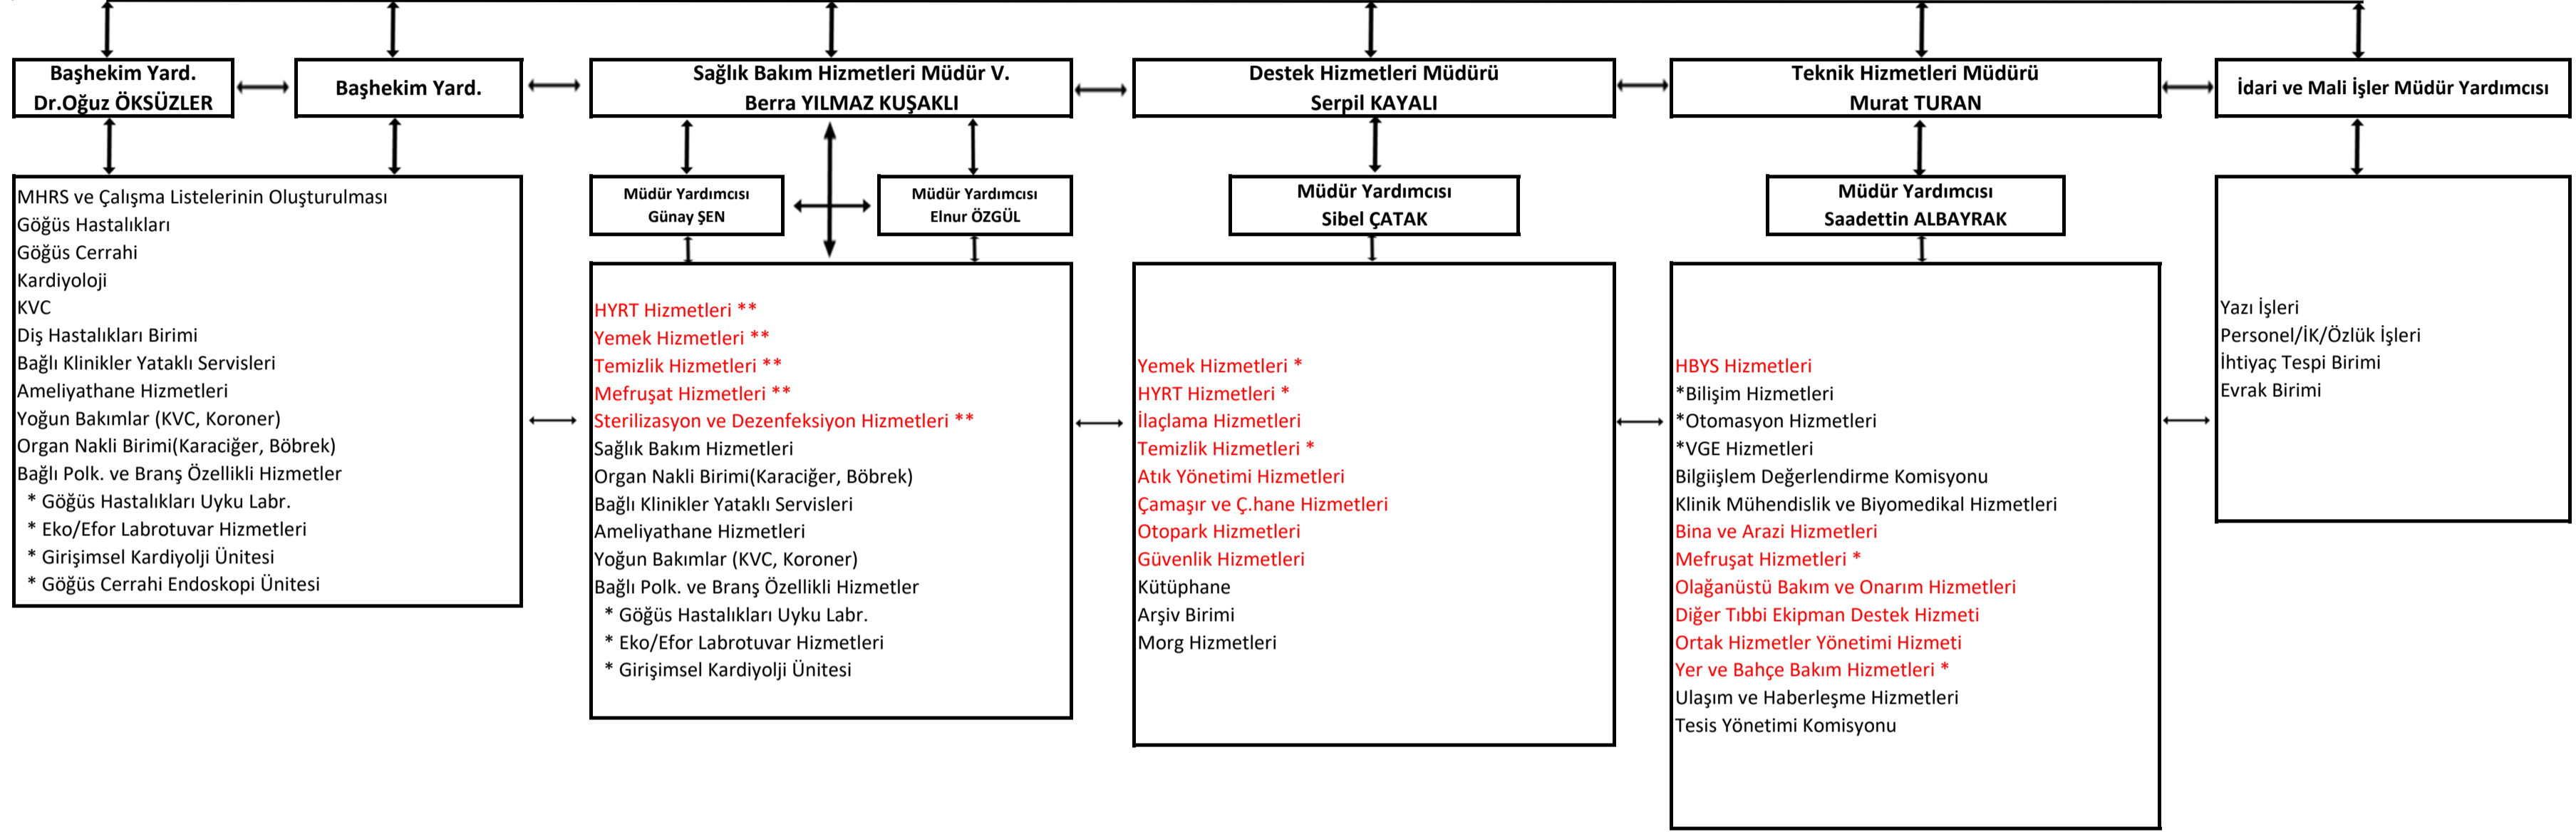 Başhekim Yard.
Dr.Oğuz ÖKSÜZLER
Başhekim Yard.
Sağlık Bakım Hizmetleri Müdür V.
Berra YILMAZ KUŞAKLI
Destek Hizmetleri Müdürü
Serpil KAYALI
Teknik Hizmetleri Müdürü
Murat TURAN
İdari ve Mali İşler Müdür Yardımcısı
MHRS ve Çalışma Listelerinin Oluşturulması
Göğüs Hastalıkları
Göğüs Cerrahi
Kardiyoloji
KVC
Diş Hastalıkları Birimi
Bağlı Klinikler Yataklı Servisleri
Ameliyathane Hizmetleri
Yoğun Bakımlar (KVC, Koroner)
Organ Nakli Birimi(Karaciğer, Böbrek)
Bağlı Polk. ve Branş Özellikli Hizmetler
* Göğüs Hastalıkları Uyku Labr.
* Eko/Efor Labrotuvar Hizmetleri
* Girişimsel Kardiyolji Ünitesi
* Göğüs Cerrahi Endoskopi Ünitesi
Müdür Yardımcısı
Günay ŞEN
Müdür Yardımcısı
Elnur ÖZGÜL
HYRT Hizmetleri **
Yemek Hizmetleri **
Temizlik Hizmetleri **
Mefruşat Hizmetleri **
Sterilizasyon ve Dezenfeksiyon Hizmetleri **
Sağlık Bakım Hizmetleri
Organ Nakli Birimi(Karaciğer, Böbrek)
Bağlı Klinikler Yataklı Servisleri
Ameliyathane Hizmetleri
Yoğun Bakımlar (KVC, Koroner)
Bağlı Polk. ve Branş Özellikli Hizmetler
* Göğüs Hastalıkları Uyku Labr.
* Eko/Efor Labrotuvar Hizmetleri
* Girişimsel Kardiyolji Ünitesi
Müdür Yardımcısı
Sibel ÇATAK
Yemek Hizmetleri *
HYRT Hizmetleri *
İlaçlama Hizmetleri
Temizlik Hizmetleri *
Atık Yönetimi Hizmetleri
Çamaşır ve Ç.hane Hizmetleri
Otopark Hizmetleri
Güvenlik Hizmetleri
Kütüphane
Arşiv Birimi
Morg Hizmetleri
Müdür Yardımcısı
Saadettin ALBAYRAK
HBYS Hizmetleri
*Bilişim Hizmetleri
*Otomasyon Hizmetleri
*VGE Hizmetleri
Bilgiişlem Değerlendirme Komisyonu
Klinik Mühendislik ve Biyomedikal Hizmetleri
Bina ve Arazi Hizmetleri
Mefruşat Hizmetleri *
Olağanüstü Bakım ve Onarım Hizmetleri
Diğer Tıbbi Ekipman Destek Hizmeti
Ortak Hizmetler Yönetimi Hizmeti
Yer ve Bahçe Bakım Hizmetleri *
Ulaşım ve Haberleşme Hizmetleri
Tesis Yönetimi Komisyonu
Yazı İşleri
Personel/İK/Özlük İşleri
İhtiyaç Tespi Birimi
Evrak Birimi